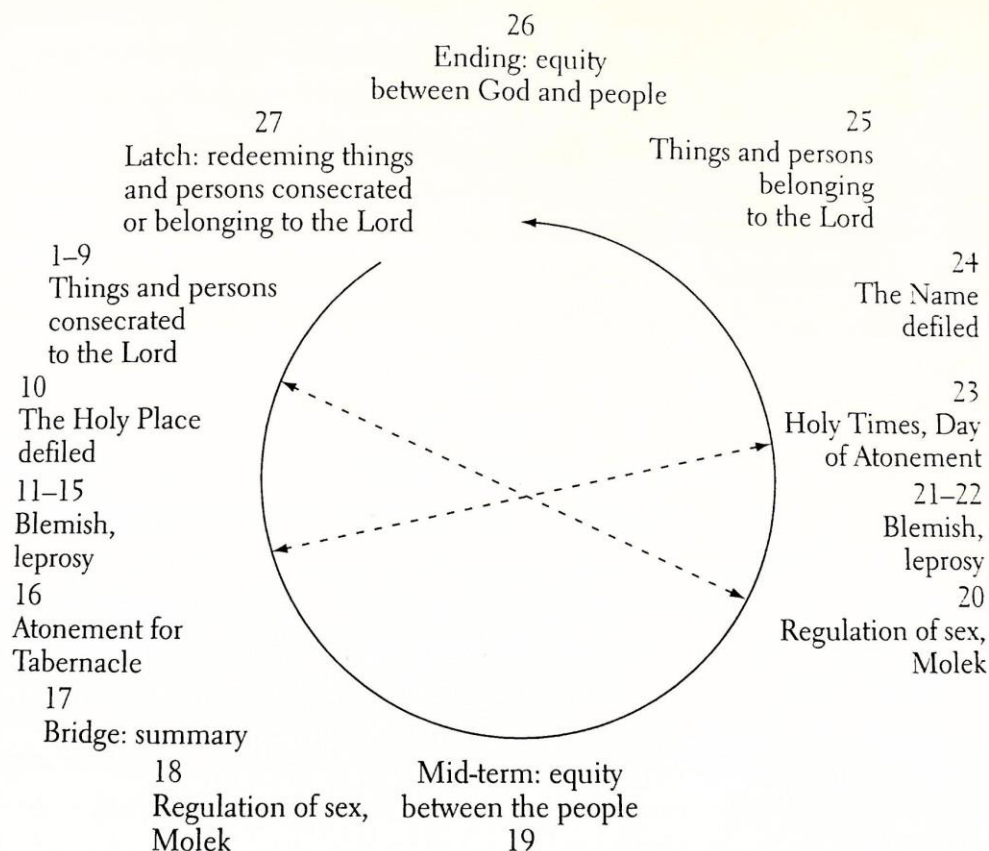 26
Ending: equity
between God and people
27
Latch: redeeming things
and persons consecrated
or belonging to the Lord
25
Things and persons
belonging
to the Lord
1–9
Things and persons
consecrated
to the Lord
24
The Name
defiled
10
The Holy Place
defiled
23
Holy Times, Day
of Atonement
11–15
Blemish,
leprosy
21–22
Blemish,
leprosy
16
Atonement for
Tabernacle
20
Regulation of sex,
Molek
17
Bridge: summary
18
Regulation of sex,
Molek
Mid-term: equity
between the people
19